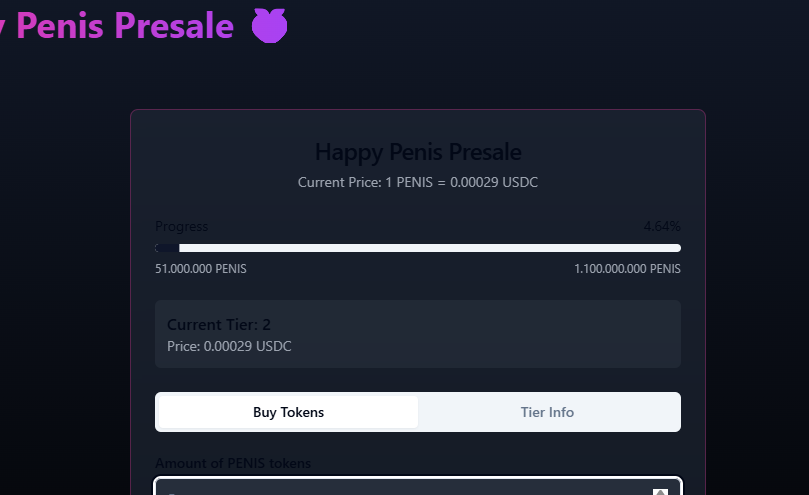 y Penis Presale
Happy Penis Presale
Current Price: 1 PENIS = 0.00029 USDC
Progress 4.64%
51.000.000 PENIS 1.100.000.000 PENIS
Current Tier: 2
Price: 0.00029 USDC
Buy Tokens Tier Info
Amount of PENIS tokens